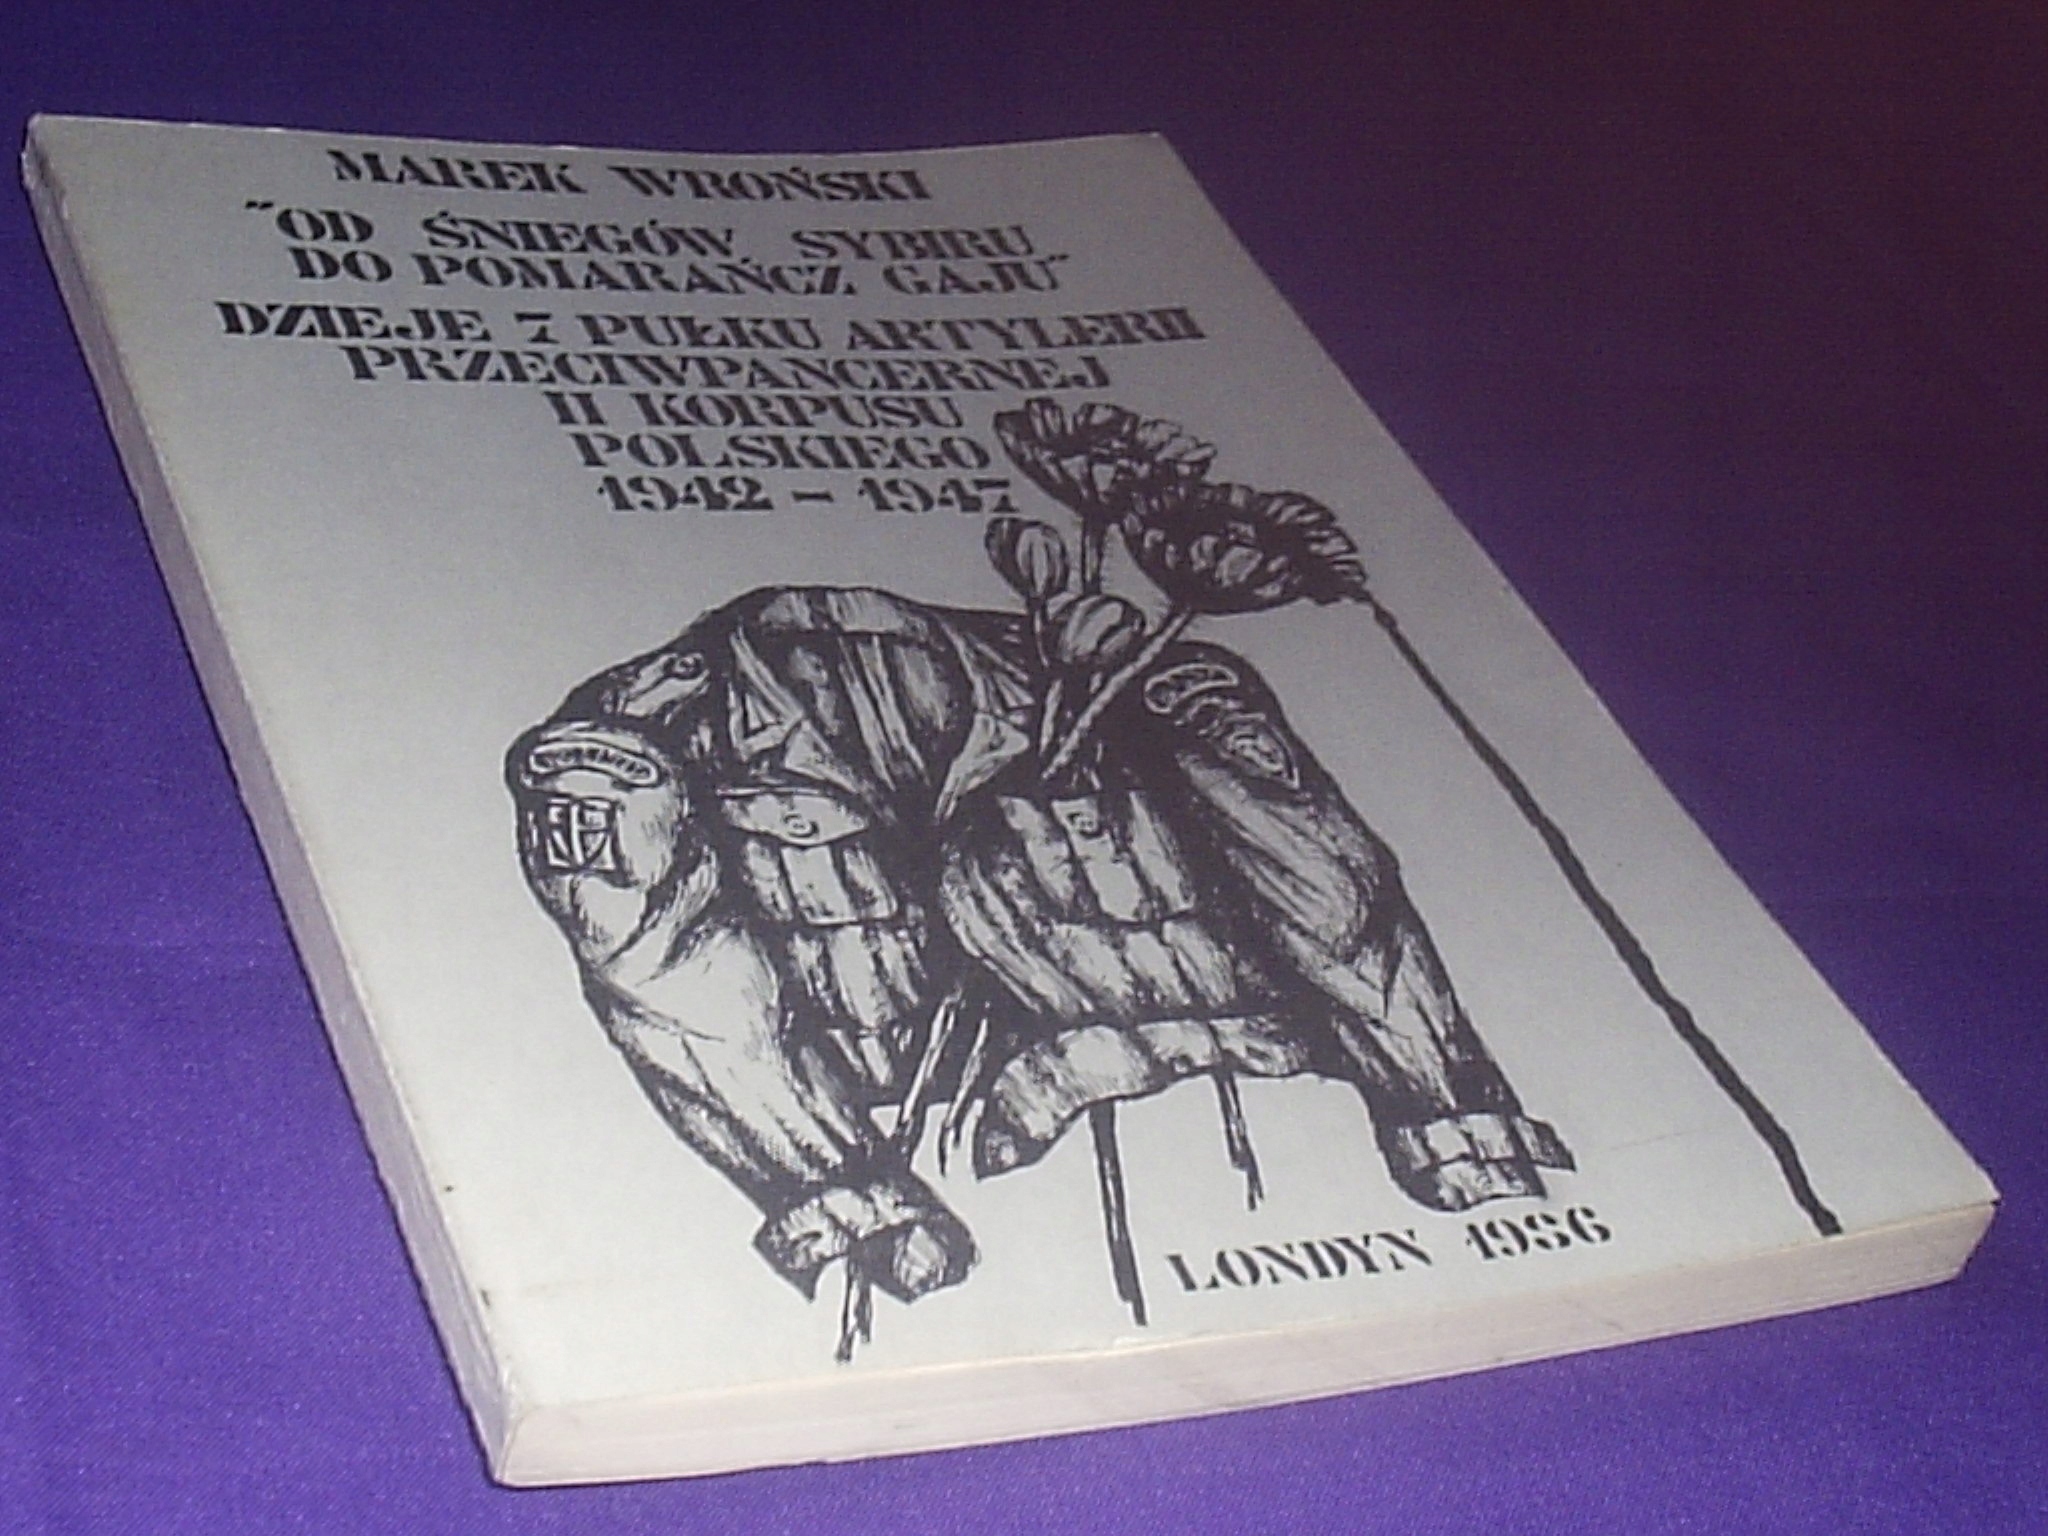 MAREK WROŃSKI
"OD ŚNIEGÓW SYBIRU
DO POMARAŃCZ GAJU"
DZIEJE 7 PUŁKU ARTYLERII
PRZECIWPANCERNEJ
II KORPUSU
POLSKIEGO
1942 – 1947
LONDYN 1986